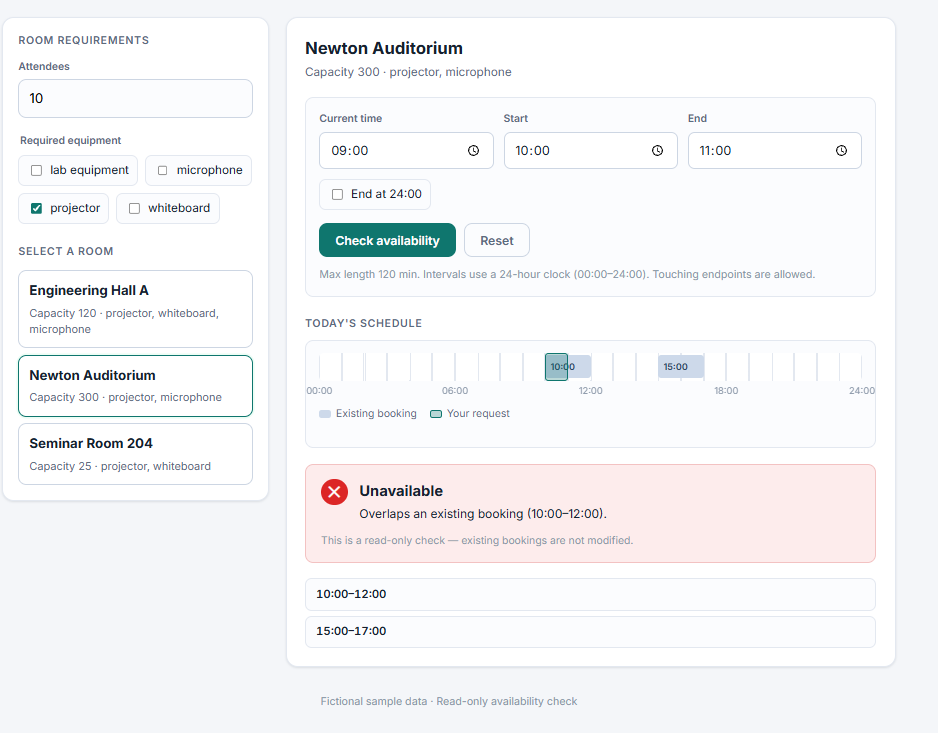 ROOM REQUIREMENTS
Attendees
10
Required equipment
lab equipment
microphone
projector
whiteboard
SELECT A ROOM
Engineering Hall A
Capacity 120 · projector, whiteboard,
microphone
Newton Auditorium
Capacity 300 · projector, microphone
Seminar Room 204
Capacity 25 · projector, whiteboard
Newton Auditorium
Capacity 300 · projector, microphone
Current time
Start
End
09:00
10:00
11:00
End at 24:00
Check availability
Reset
Max length 120 min. Intervals use a 24-hour clock (00:00–24:00). Touching endpoints are allowed.
TODAY'S SCHEDULE
10:00
15:00
00:00
06:00
12:00
18:00
24:00
Existing booking
Your request
Unavailable
Overlaps an existing booking (10:00–12:00).
This is a read-only check — existing bookings are not modified.
10:00–12:00
15:00–17:00
Fictional sample data · Read-only availability check